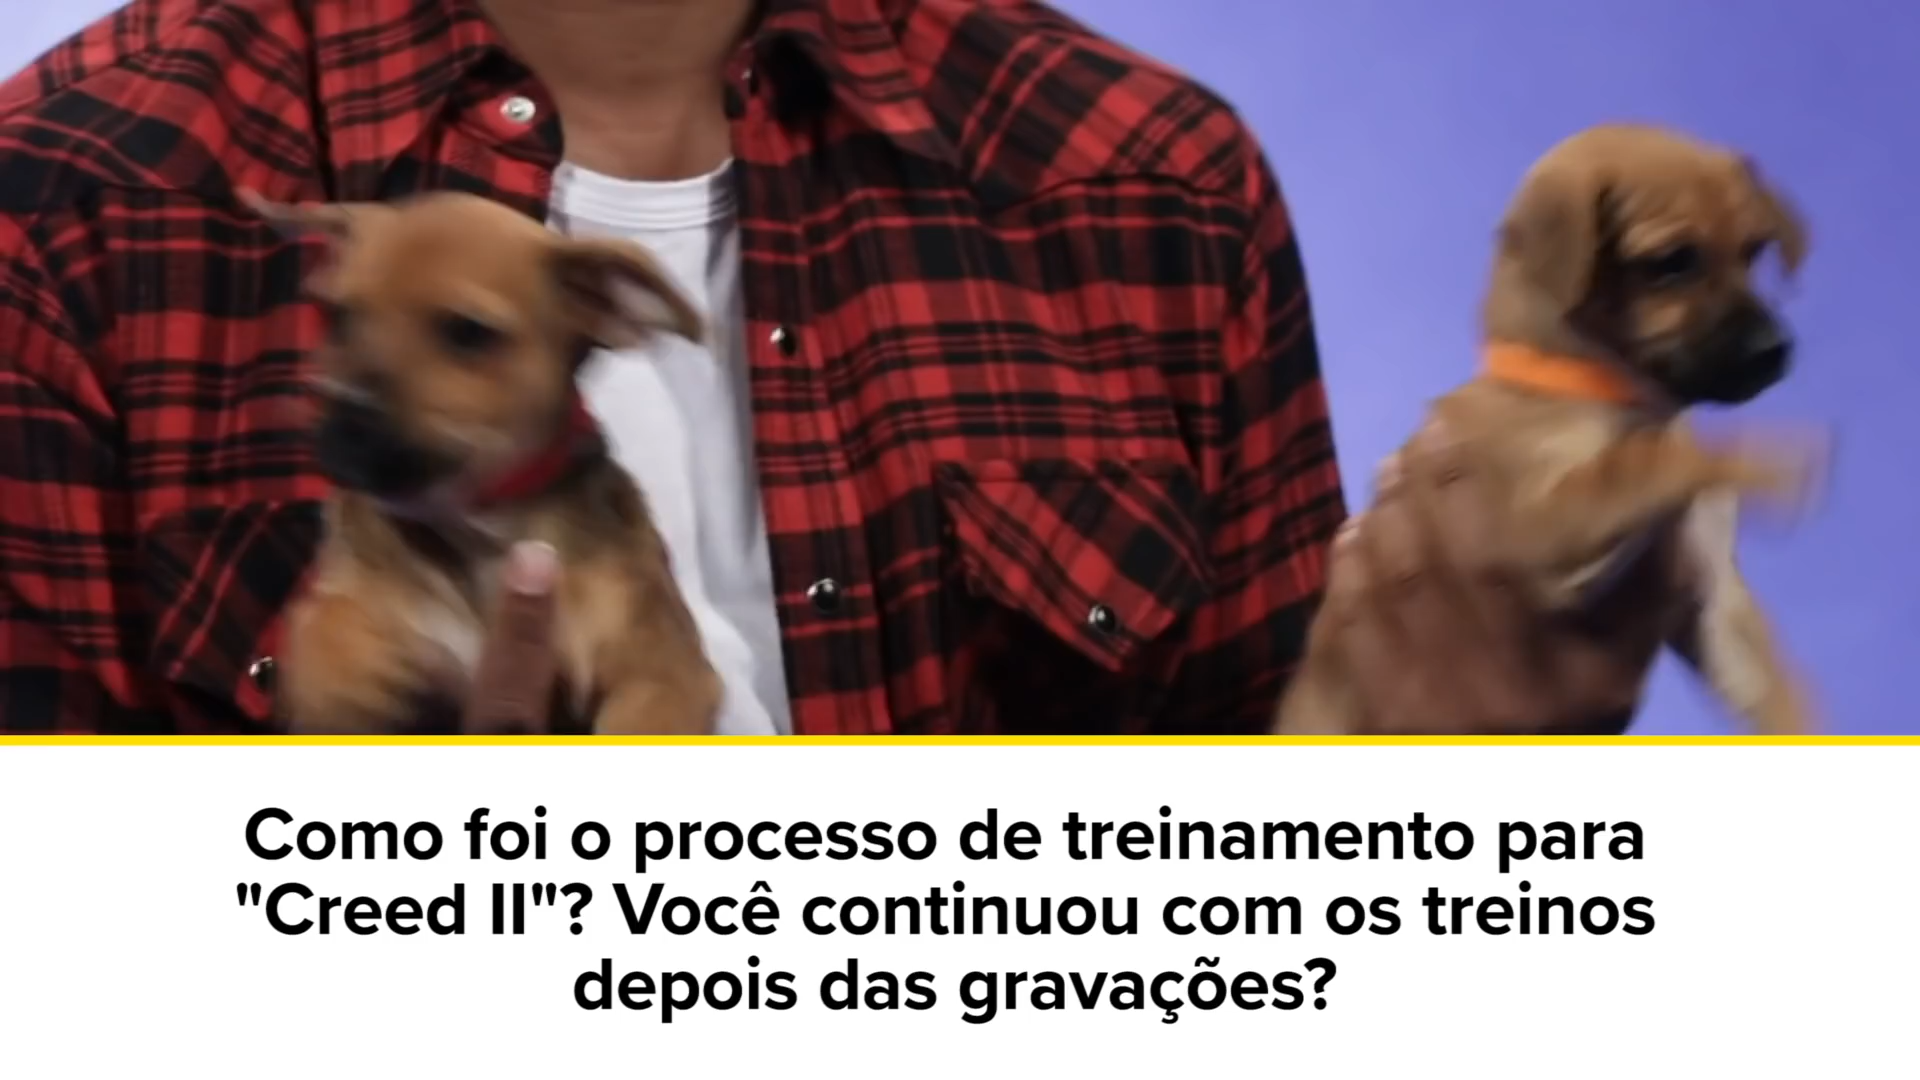 Como foi o processo de treinamento para
"Creed II"? Você continuou com os treinos
depois das gravações?